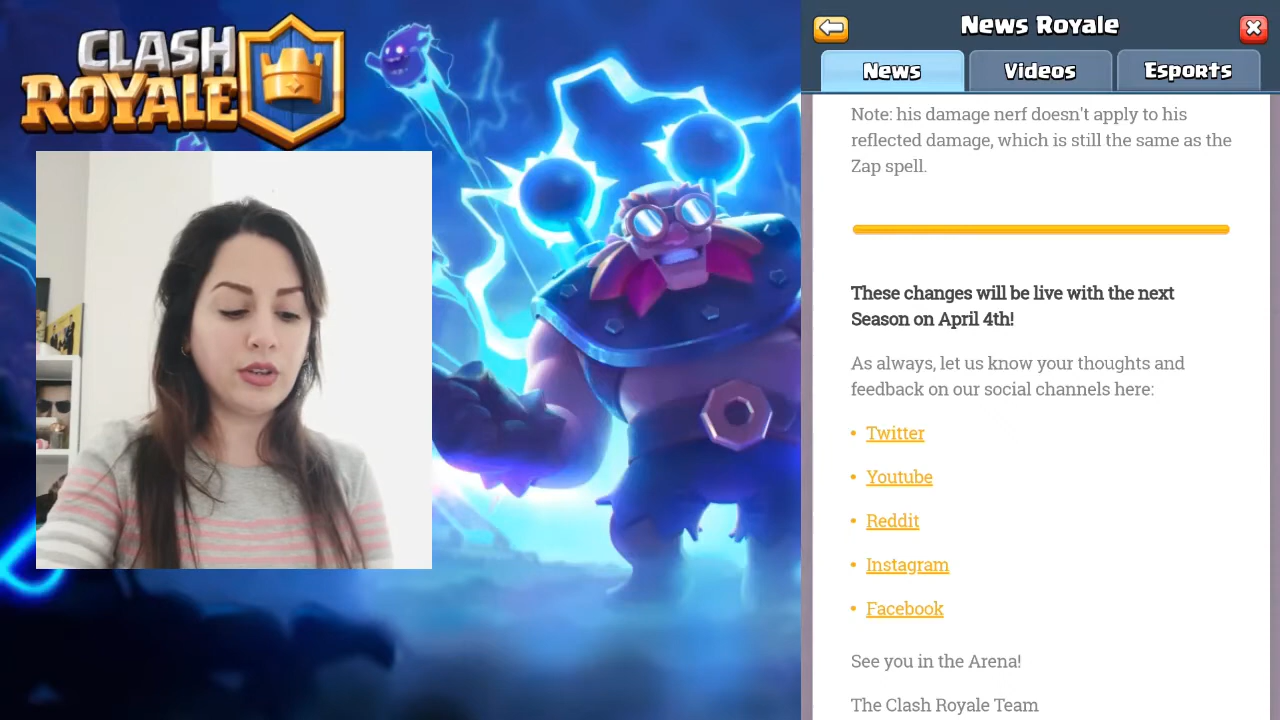 CLASH
ROYALE
News Royale
News
Videos
Esports
Note: his damage nerf doesn't apply to his
reflected damage, which is still the same as the
Zap spell.
These changes will be live with the next
Season on April 4th!
As always, let us know your thoughts and
feedback on our social channels here:
• Twitter
• Youtube
• Reddit
• Instagram
• Facebook
See you in the Arena!
The Clash Royale Team